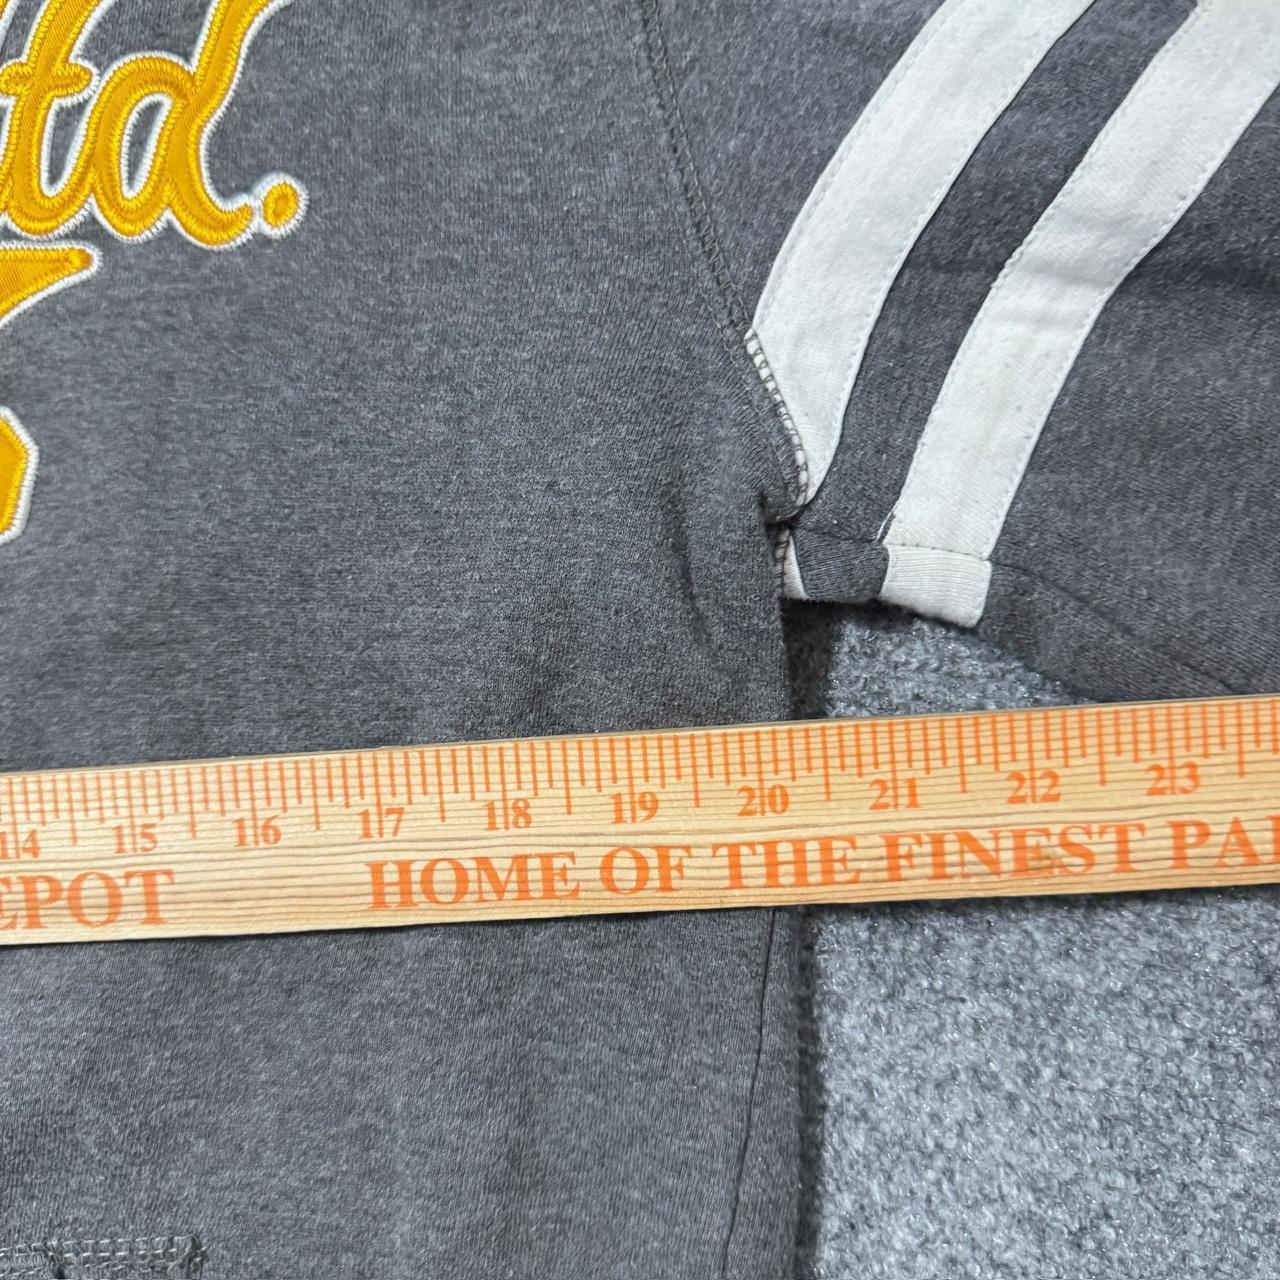 ltd.
14 15 16 17 18 19 20 21 22 23
EPOT HOME OF THE FINEST PA